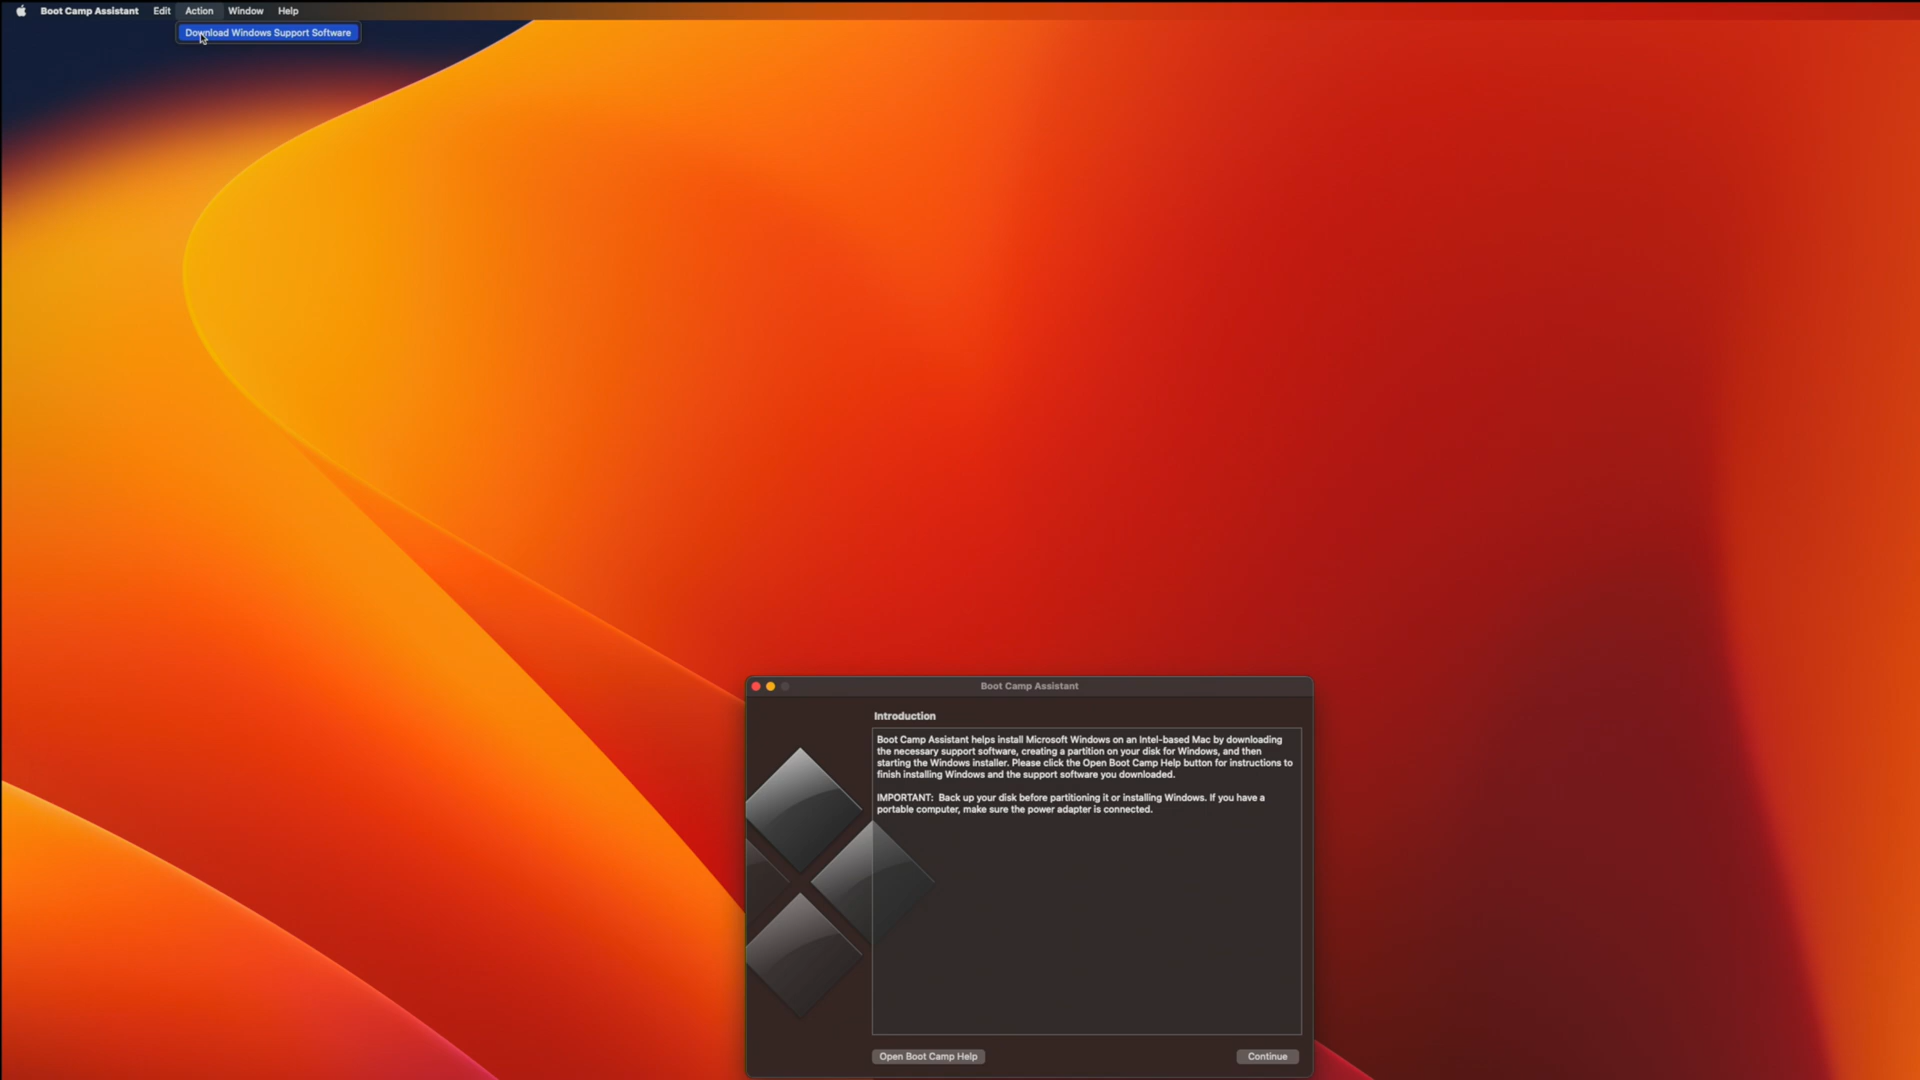 Boot Camp Assistant Edit Action Window Help
Download Windows Support Software
Boot Camp Assistant
Introduction
Boot Camp Assistant helps install Microsoft Windows on an Intel-based Mac by downloading
the necessary support software, creating a partition on your disk for Windows, and then
starting the Windows installer. Please click the Open Boot Camp Help button for instructions to
finish installing Windows and the support software you downloaded.
IMPORTANT: Back up your disk before partitioning it or installing Windows. If you have a
portable computer, make sure the power adapter is connected.
Open Boot Camp Help
Continue